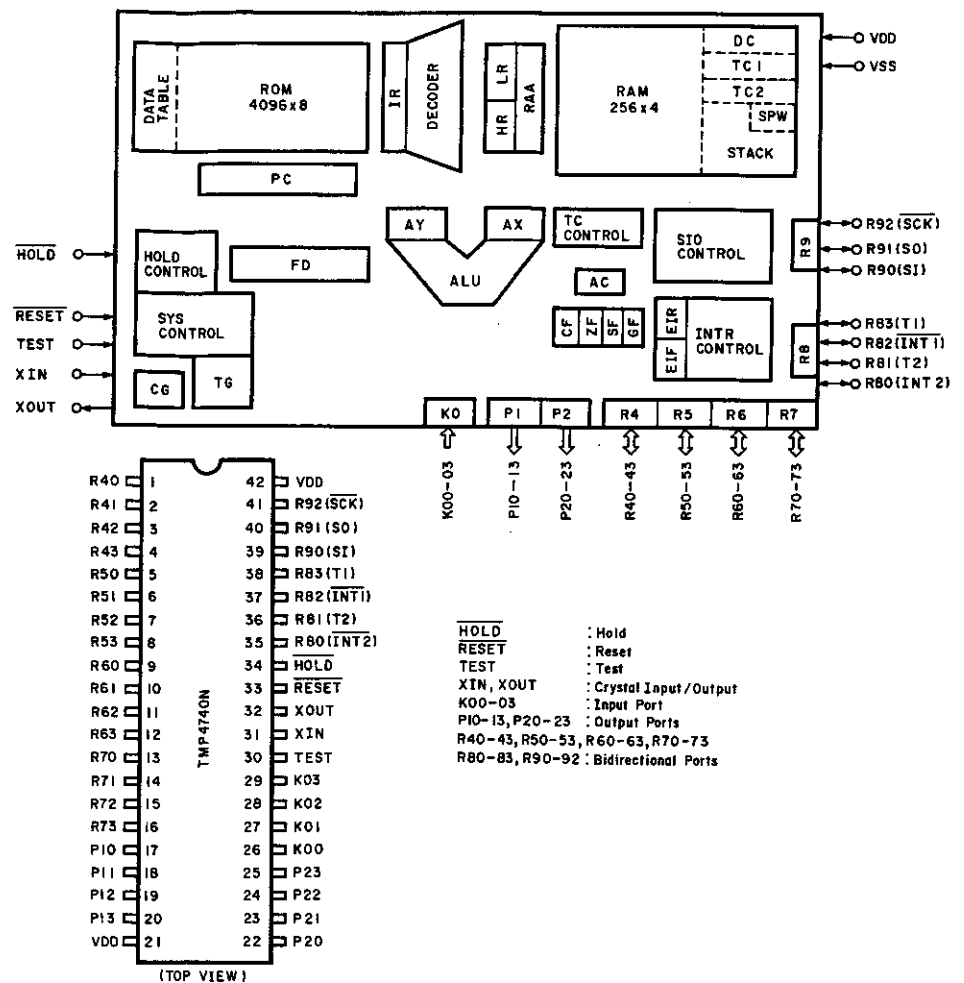 DATA TABLE
ROM
4096x8
IR
DECODER
HR
LR
RAA
RAM
256x4
DC
TC1
TC2
SPW
STACK
VDD
VSS
PC
AY
AX
ALU
TC
CONTROL
SIO
CONTROL
R9
R92(SCK)
R91(SO)
R90(SI)
HOLD
HOLD
CONTROL
FD
AC
RESET
TEST
XIN
XOUT
SYS
CONTROL
CG
TG
CF
ZF
SF
GF
EIR
EIF
INTR
CONTROL
R8
R83(T1)
R82(INT1)
R81(T2)
R80(INT2)
K0
P1
P2
R4
R5
R6
R7
K00-03
P10-13
P20-23
R40-43
R50-53
R60-63
R70-73
R40 1 42 VDD
R41 2 41 R92(SCK)
R42 3 40 R91(SO)
R43 4 39 R90(SI)
R50 5 38 R83(T1)
R51 6 37 R82(INT1)
R52 7 36 R81(T2)
R53 8 35 R80(INT2)
R60 9 34 HOLD
R61 10 33 RESET
R62 11 32 XOUT
R63 12 31 XIN
R70 13 30 TEST
R71 14 29 K03
R72 15 28 K02
R73 16 27 K01
P10 17 26 K00
P11 18 25 P23
P12 19 24 P22
P13 20 23 P21
VDD 21 22 P20
TMP4740N
(TOP VIEW)
HOLD : Hold
RESET : Reset
TEST : Test
XIN, XOUT : Crystal Input/Output
K00-03 : Input Port
P10-13, P20-23 : Output Ports
R40-43, R50-53, R60-63, R70-73
R80-83, R90-92 : Bidirectional Ports